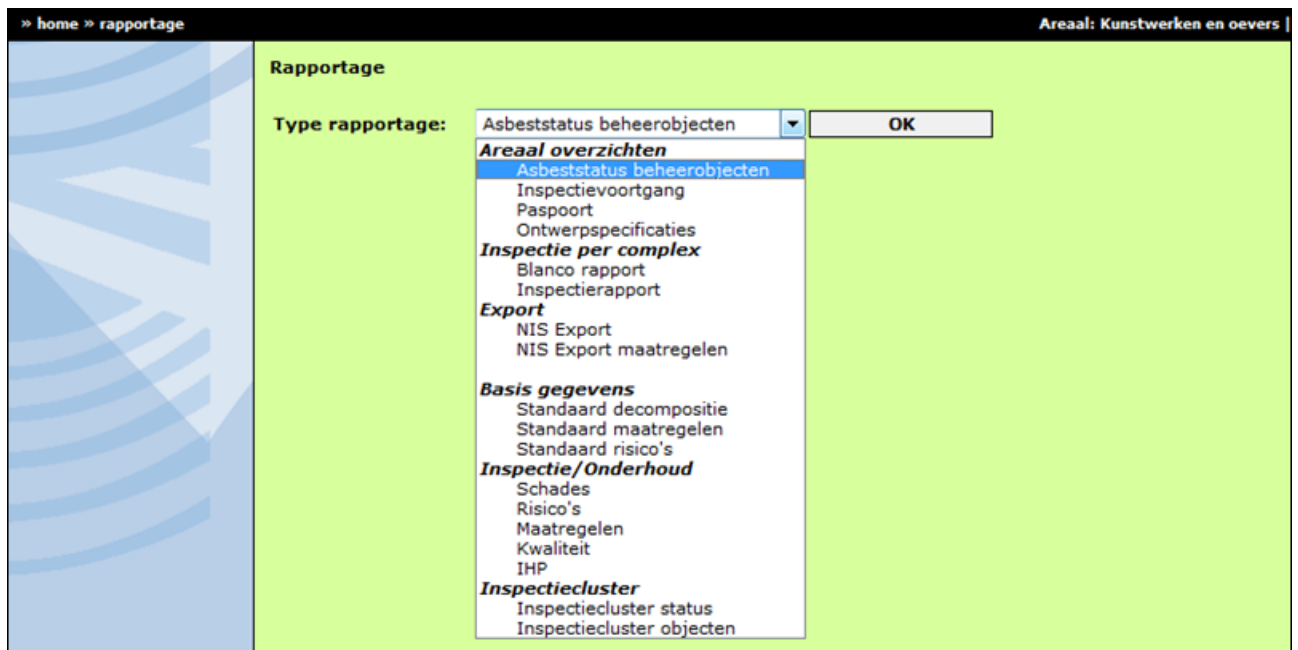 » home » rapportage
Areaal: Kunstwerken en oevers |
Rapportage
Type rapportage:
Asbeststatus beheerobjecten
OK
Areaal overzichten
Asbeststatus beheerobjecten
Inspectievoortgang
Paspoort
Ontwerpspecificaties
Inspectie per complex
Blanco rapport
Inspectierapport
Export
NIS Export
NIS Export maatregelen
Basis gegevens
Standaard decompositie
Standaard maatregelen
Standaard risico's
Inspectie/Onderhoud
Schades
Risico's
Maatregelen
Kwaliteit
IHP
Inspectiecluster
Inspectiecluster status
Inspectiecluster objecten